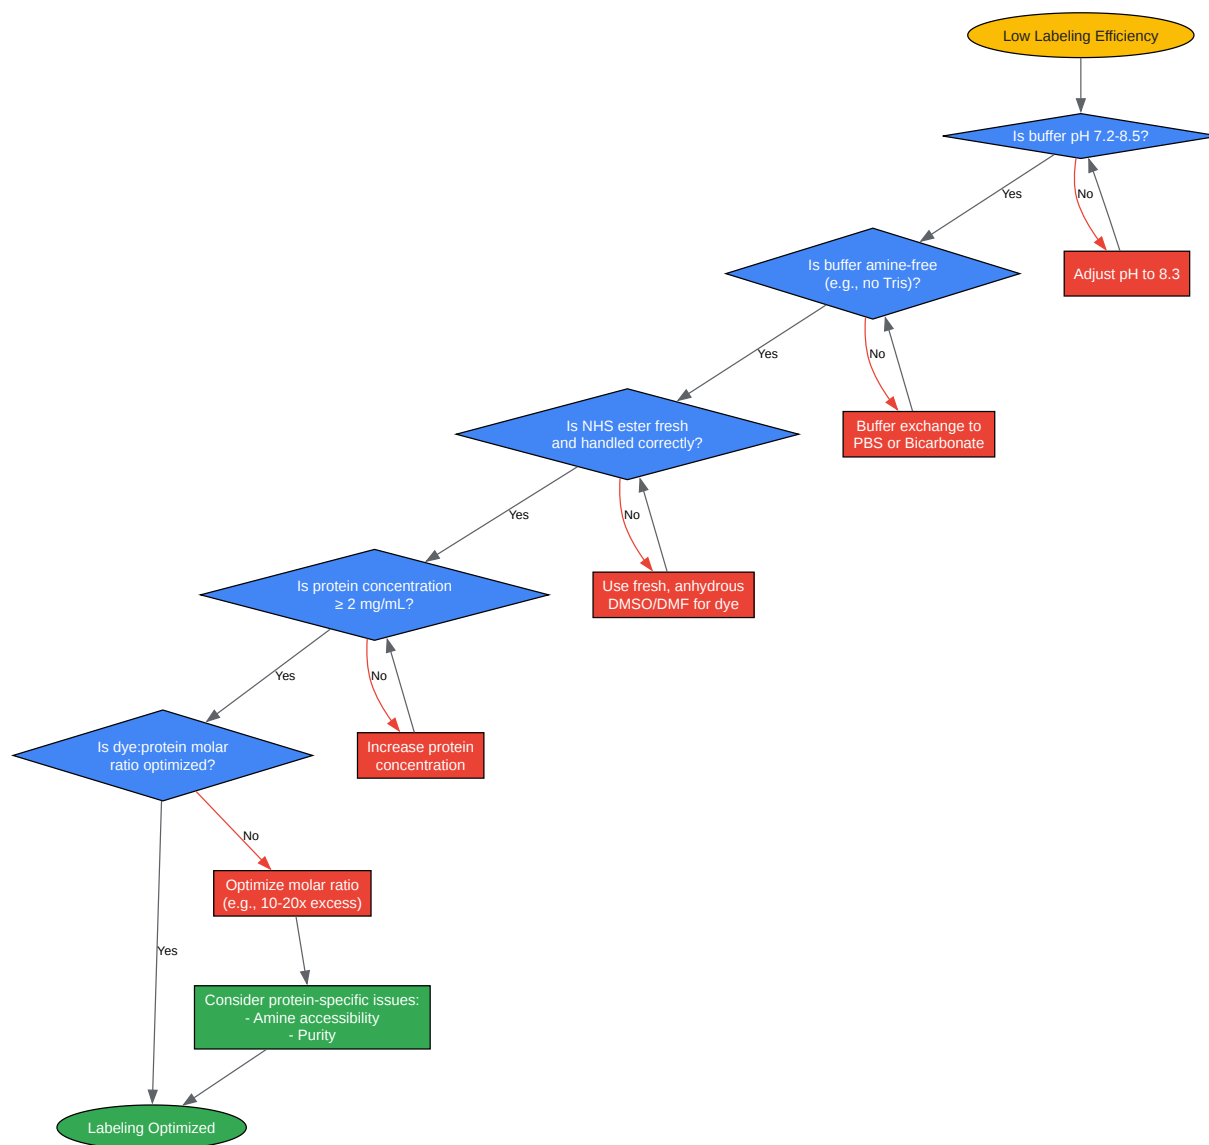 Low Labeling Efficiency
Is buffer pH 7.2-8.5?
Yes
No
Is buffer amine-free
(e.g., no Tris)?
Adjust pH to 8.3
Yes
No
Is NHS ester fresh
and handled correctly?
Buffer exchange to
PBS or Bicarbonate
Yes
No
Is protein concentration
≥ 2 mg/mL?
Use fresh, anhydrous
DMSO/DMF for dye
Yes
No
Is dye:protein molar
ratio optimized?
Increase protein
concentration
No
Optimize molar ratio
(e.g., 10-20x excess)
Yes
Consider protein-specific issues:
- Amine accessibility
- Purity
Labeling Optimized